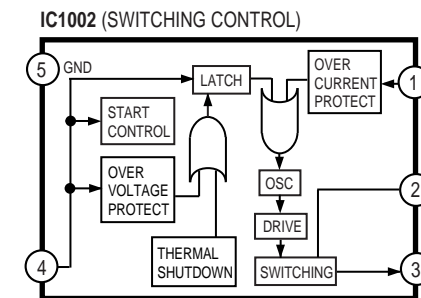 IC1002 (SWITCHING CONTROL)
5
GND
LATCH
OVER
CURRENT
PROTECT
1
START
CONTROL
OVER
VOLTAGE
PROTECT
OSC
2
DRIVE
THERMAL
SHUTDOWN
SWITCHING
4
3